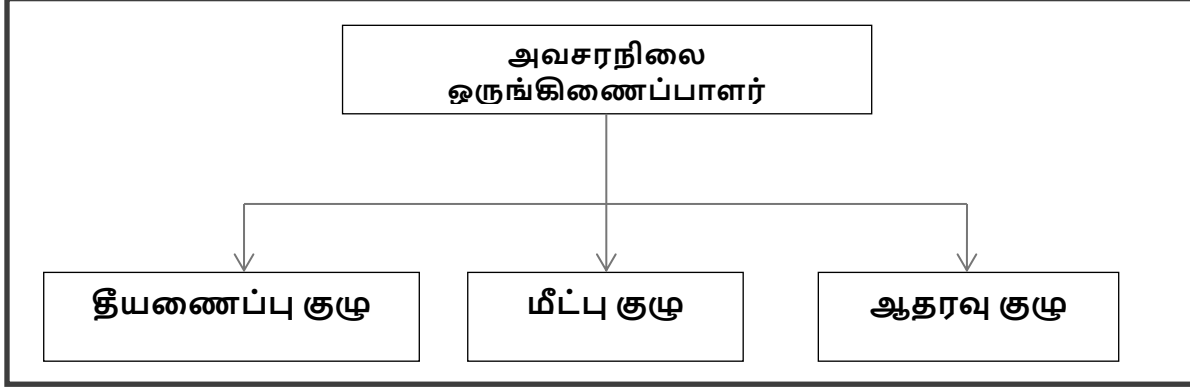 அவசரநிலை
ஒருங்கிணைப்பாளர்
தீயணைப்பு குழு
மீட்பு குழு
ஆதரவு குழு